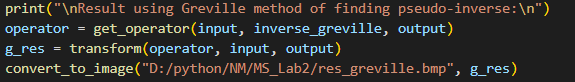 print("\nResult using Greville method of finding pseudo-inverse:\n")
operator = get_operator(input, inverse_greville, output)
g_res = transform(operator, input, output)
convert_to_image("D:/python/NM/MS_Lab2/res_greville.bmp", g_res)